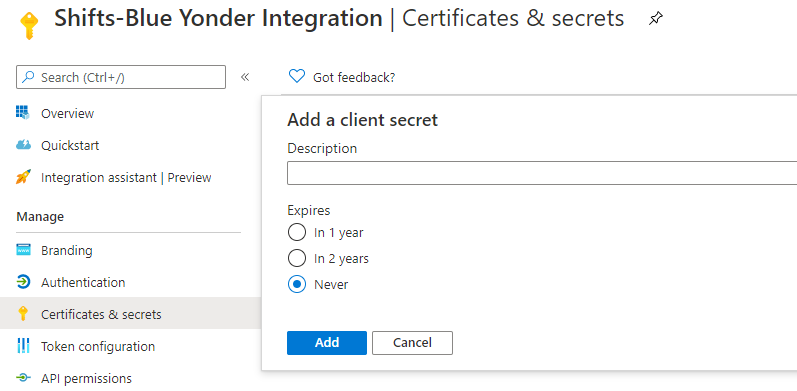 Shifts-Blue Yonder Integration | Certificates & secrets
Search (Ctrl+/)
«
Got feedback?
Overview
Quickstart
Integration assistant | Preview
Manage
Branding
Authentication
Certificates & secrets
Token configuration
API permissions
Add a client secret
Description
Expires
In 1 year
In 2 years
Never
Add
Cancel